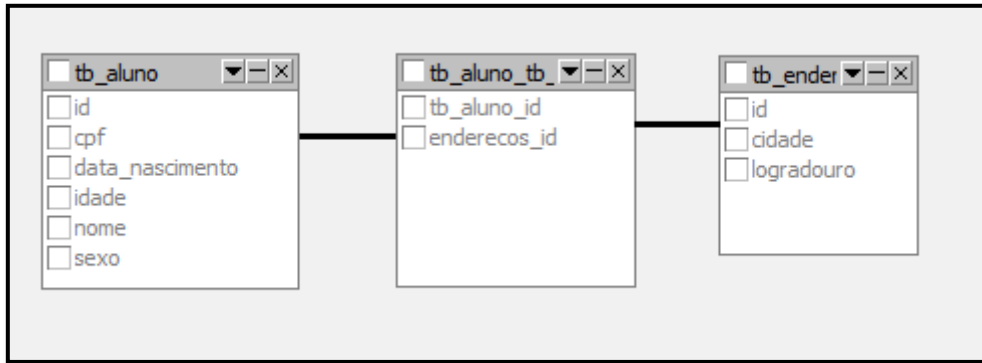 tb_aluno
id
cpf
data_nascimento
idade
nome
sexo
tb_aluno_tb_
tb_aluno_id
enderecos_id
tb_ender
id
cidade
logradouro